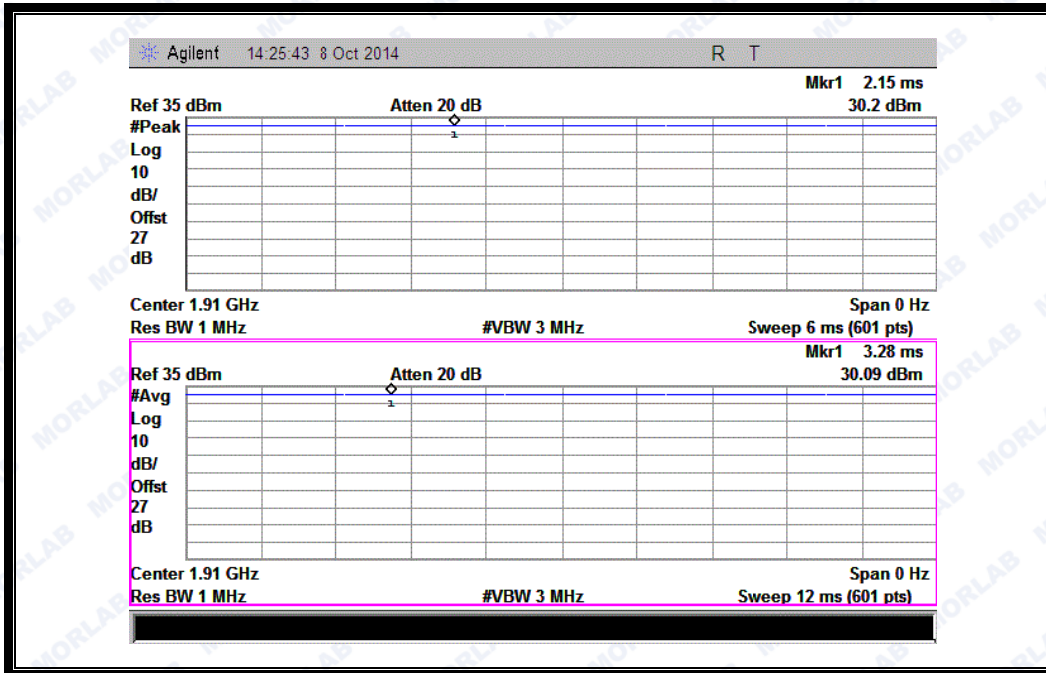 Agilent 14:25:43 8 Oct 2014 R T
Mkr1 2.15 ms
Ref 35 dBm Atten 20 dB 30.2 dBm
#Peak
1
Log
10
dB/
Offst
27
dB
Center 1.91 GHz Span 0 Hz
Res BW 1 MHz #VBW 3 MHz Sweep 6 ms (601 pts)
Mkr1 3.28 ms
Ref 35 dBm Atten 20 dB 30.09 dBm
#Avg
1
Log
10
dB/
Offst
27
dB
Center 1.91 GHz Span 0 Hz
Res BW 1 MHz #VBW 3 MHz Sweep 12 ms (601 pts)
MORLAB